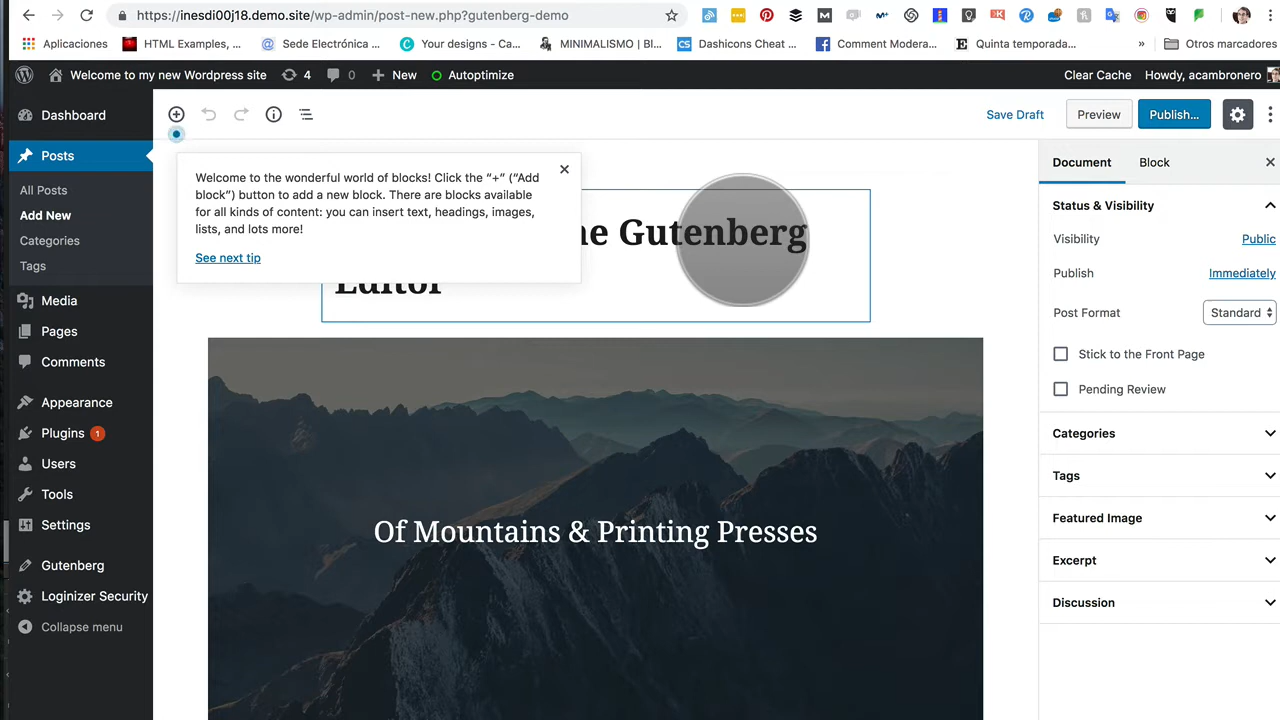 https://inesdi00j18.demo.site/wp-admin/post-new.php?gutenberg-demo
Aplicaciones
HTML Examples, ...
Sede Electrónica ...
Your designs - Ca...
MINIMALISMO | Bl...
Dashicons Cheat ...
Comment Modera...
Quinta temporada...
»
Otros marcadores
Welcome to my new Wordpress site
4
0
New
Autoptimize
Clear Cache
Howdy, acambronero
Dashboard
Posts
All Posts
Add New
Categories
Tags
Media
Pages
Comments
Appearance
Plugins 1
Users
Tools
Settings
Gutenberg
Loginizer Security
Collapse menu
Save Draft
Preview
Publish...
Welcome to the wonderful world of blocks! Click the “+” (“Add
block”) button to add a new block. There are blocks available
for all kinds of content: you can insert text, headings, images,
lists, and lots more!
See next tip
he Gutenberg
Editor
Of Mountains & Printing Presses
Document
Block
Status & Visibility
Visibility
Public
Publish
Immediately
Post Format
Standard
Stick to the Front Page
Pending Review
Categories
Tags
Featured Image
Excerpt
Discussion